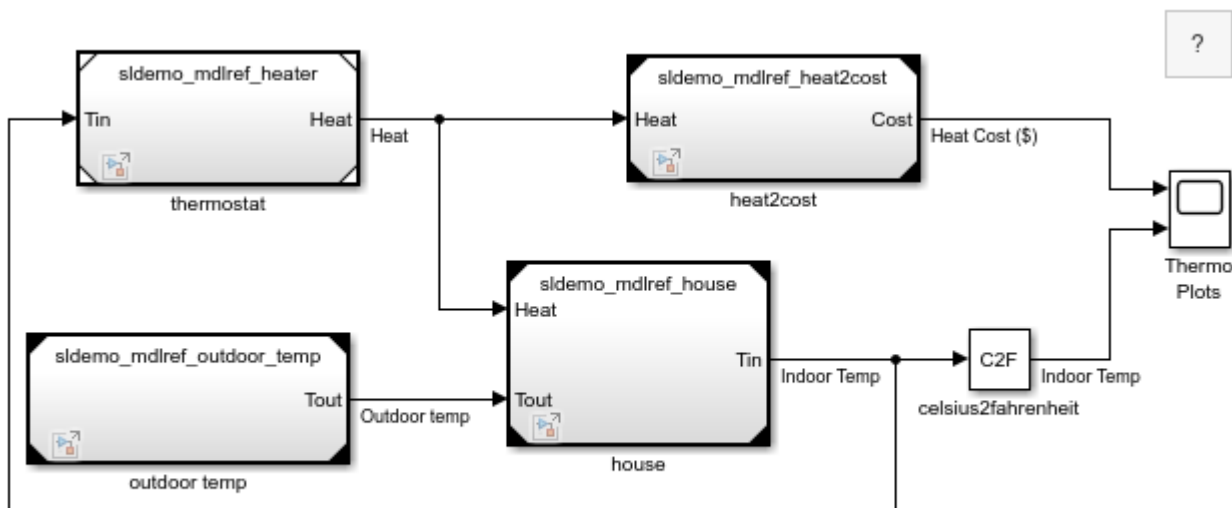 ?
sldemo_mdlref_heater
Tin
Heat
Heat
thermostat
sldemo_mdlref_heat2cost
Heat
Cost
Heat Cost ($)
heat2cost
Thermo
Plots
sldemo_mdlref_house
Heat
Tin
Tout
Indoor Temp
house
sldemo_mdlref_outdoor_temp
Tout
Outdoor temp
outdoor temp
C2F
Indoor Temp
celsius2fahrenheit